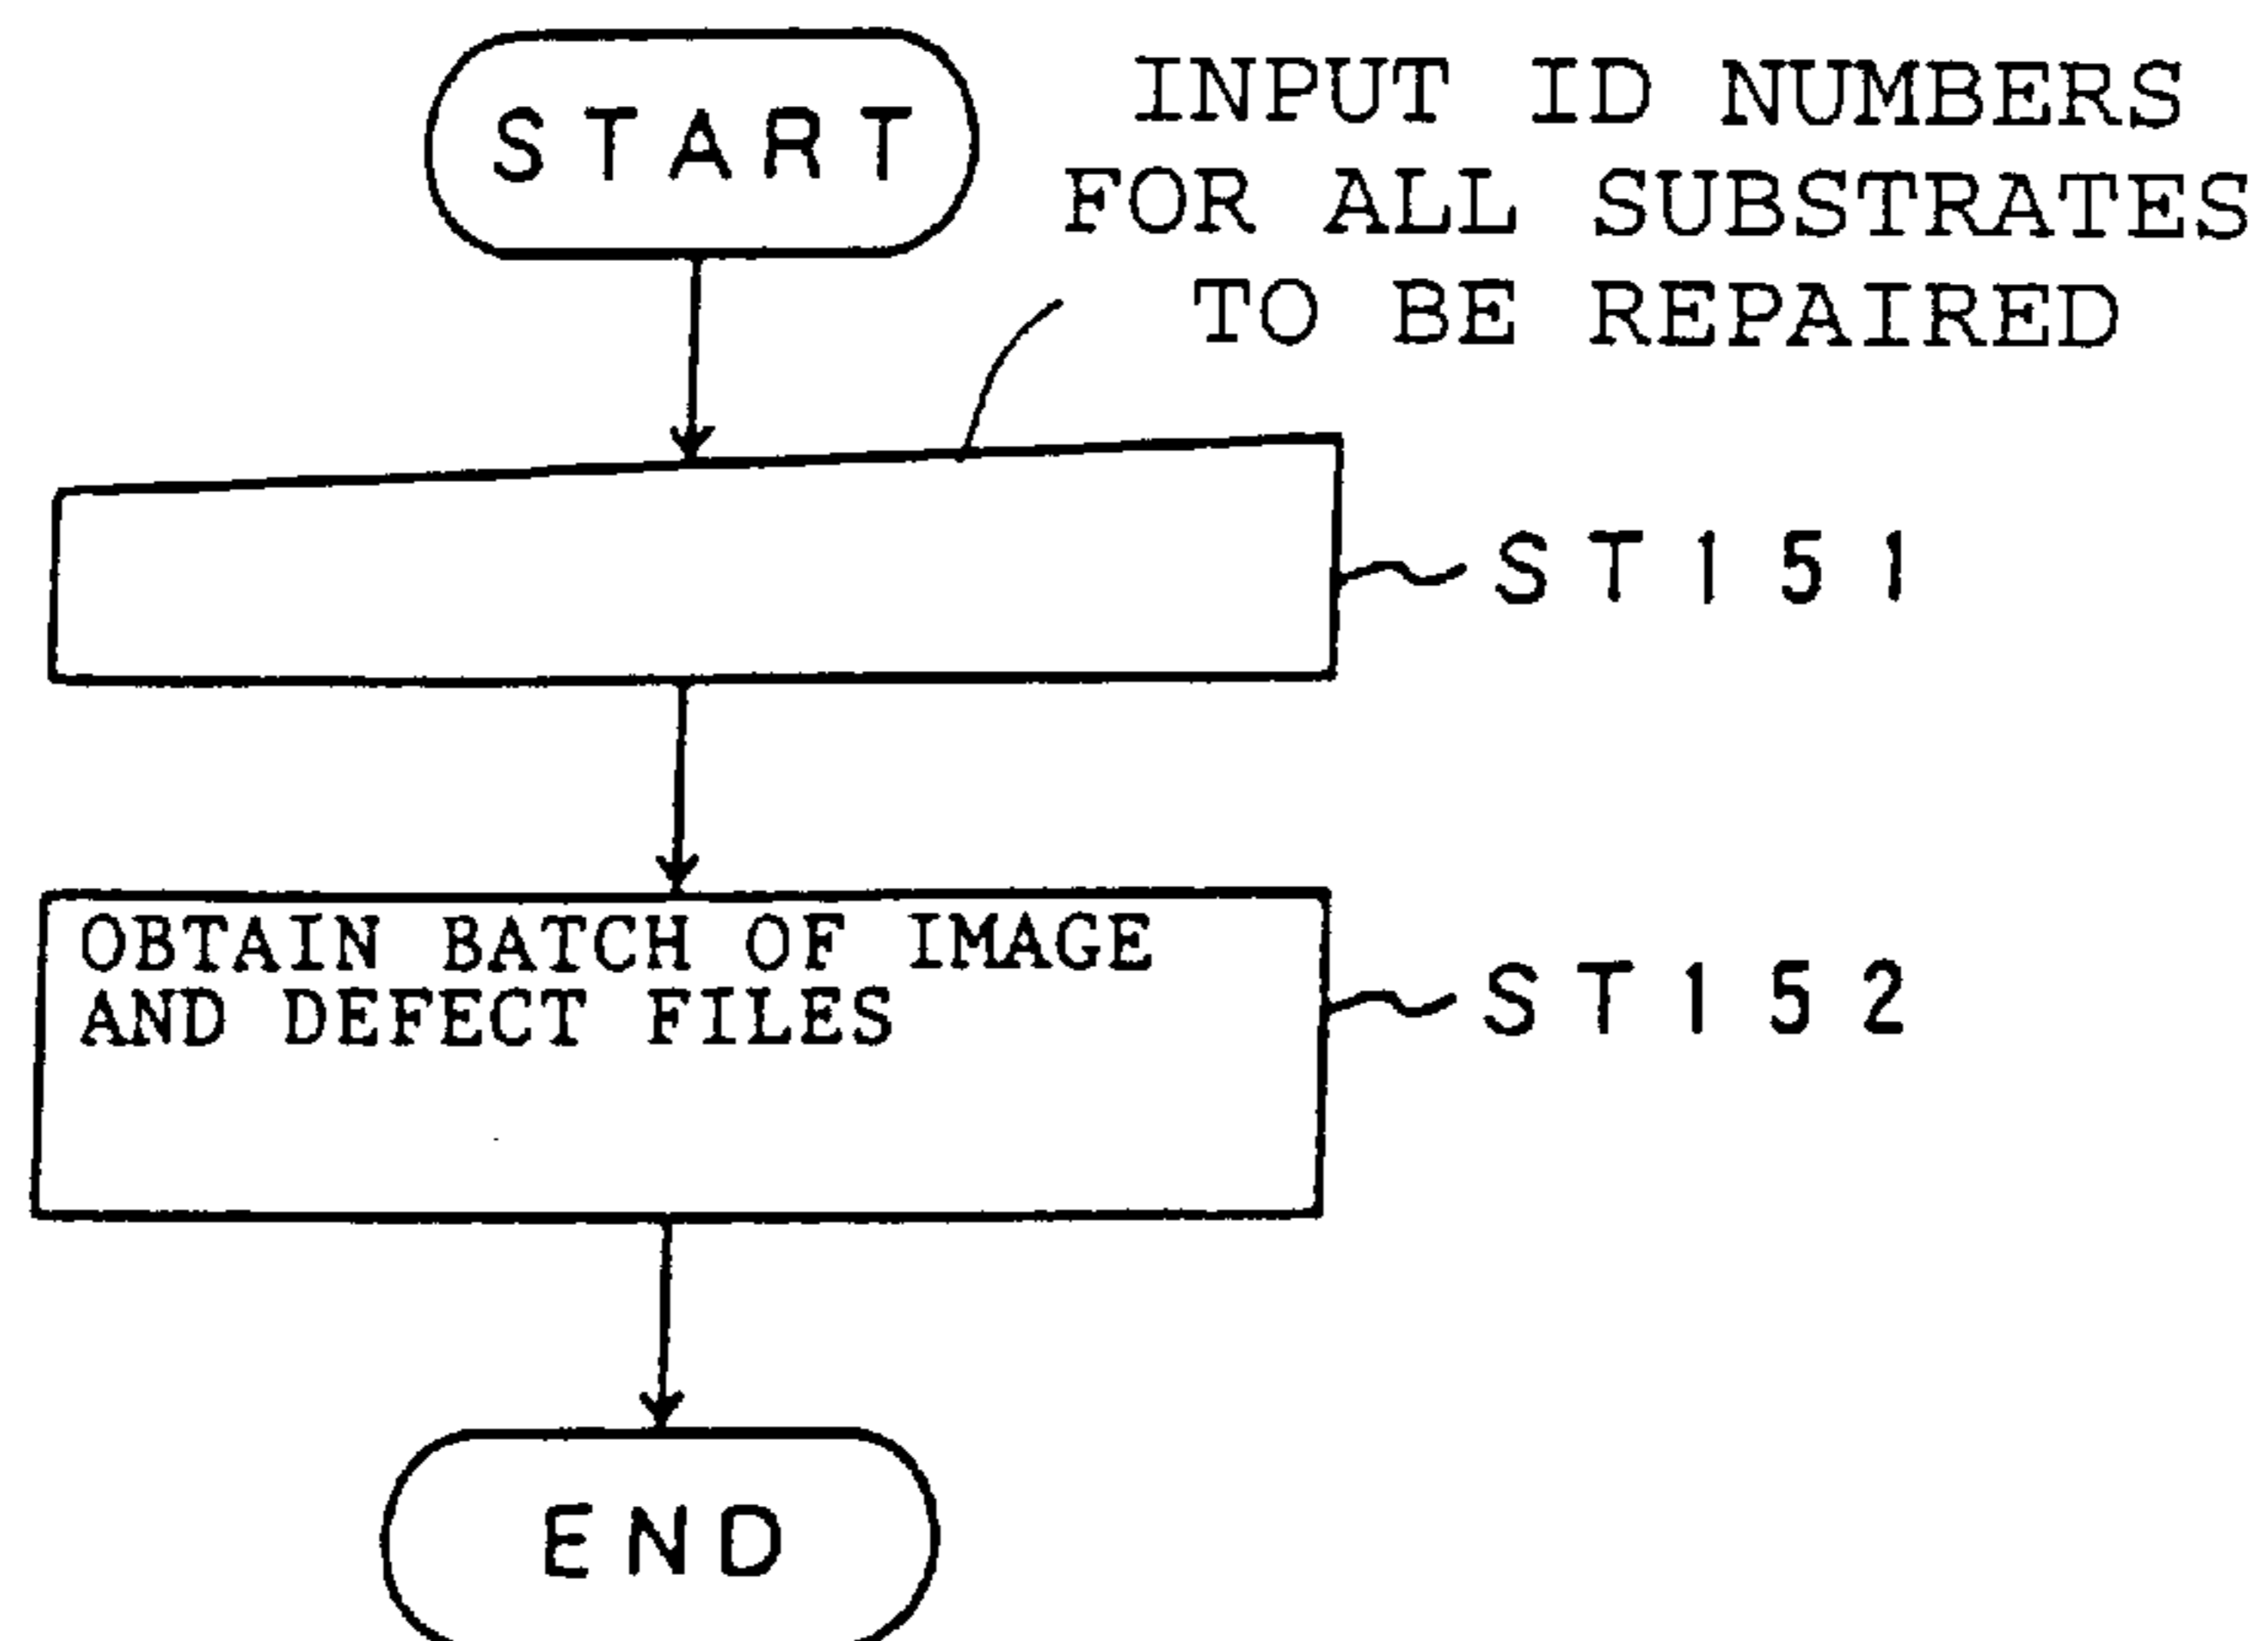 START
INPUT ID NUMBERS
FOR ALL SUBSTRATES
TO BE REPAIRED
ST151
OBTAIN BATCH OF IMAGE
AND DEFECT FILES
ST152
END